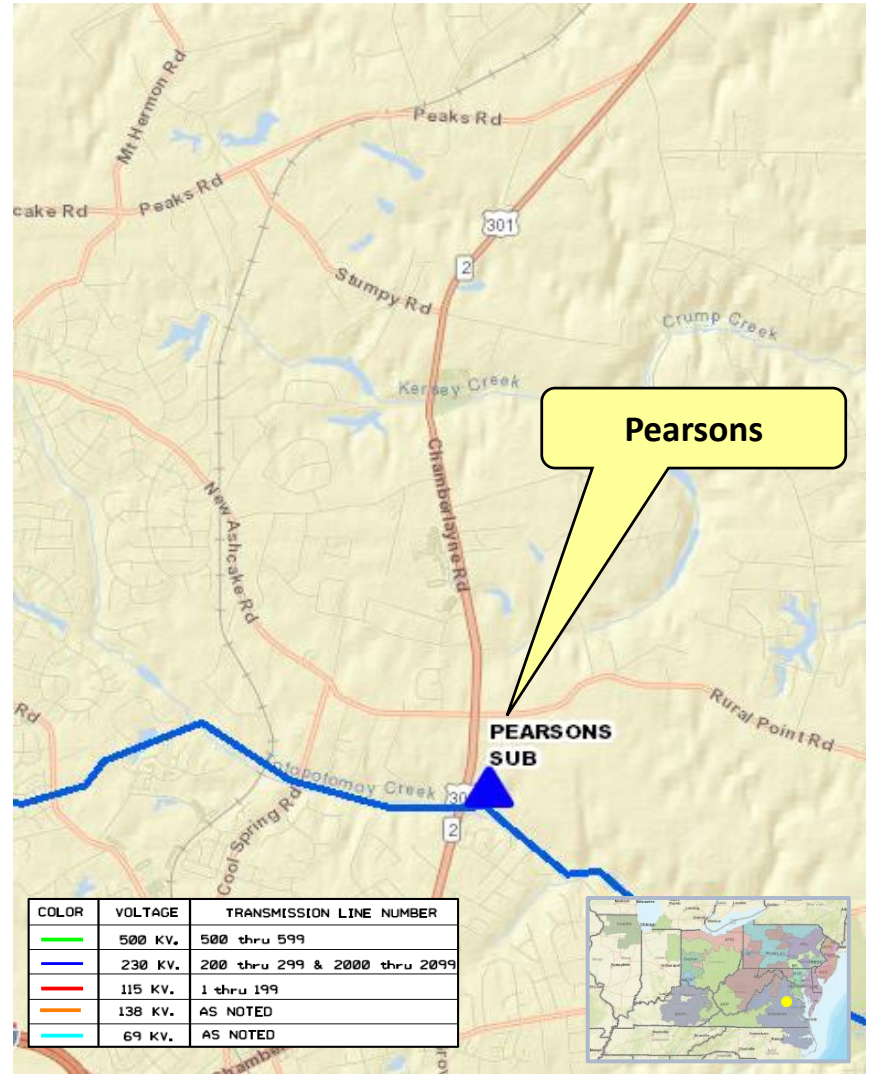 Mt Hermon Rd
Peaks Rd
cake Rd
Peaks Rd
301
2
Stumpy Rd
Crump Creek
Kersey Creek
Pearsons
Chamberlayne Rd
New Ashcake Rd
Rural Point Rd
Rd
PEARSONS
SUB
Totopotomoy Creek
30
2
Cool Spring Rd
COLOR VOLTAGE TRANSMISSION LINE NUMBER
500 KV. 500 thru 599
230 KV. 200 thru 299 & 2000 thru 2099
115 KV. 1 thru 199
138 KV. AS NOTED
69 KV. AS NOTED
Chamber